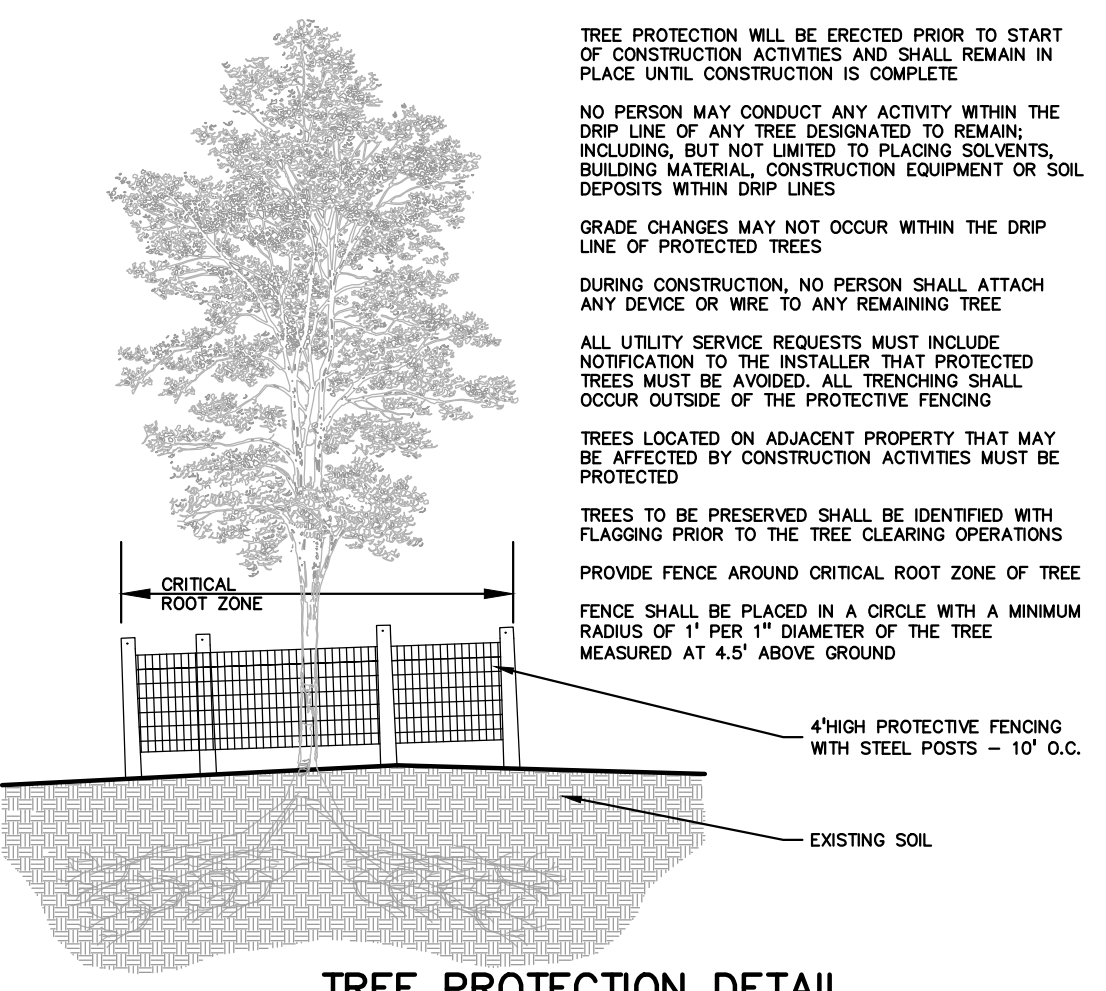 TREE PROTECTION WILL BE ERECTED PRIOR TO START
OF CONSTRUCTION ACTIVITIES AND SHALL REMAIN IN
PLACE UNTIL CONSTRUCTION IS COMPLETE
NO PERSON MAY CONDUCT ANY ACTIVITY WITHIN THE
DRIP LINE OF ANY TREE DESIGNATED TO REMAIN;
INCLUDING, BUT NOT LIMITED TO PLACING SOLVENTS,
BUILDING MATERIAL, CONSTRUCTION EQUIPMENT OR SOIL
DEPOSITS WITHIN DRIP LINES
GRADE CHANGES MAY NOT OCCUR WITHIN THE DRIP
LINE OF PROTECTED TREES
DURING CONSTRUCTION, NO PERSON SHALL ATTACH
ANY DEVICE OR WIRE TO ANY REMAINING TREE
ALL UTILITY SERVICE REQUESTS MUST INCLUDE
NOTIFICATION TO THE INSTALLER THAT PROTECTED
TREES MUST BE AVOIDED. ALL TRENCHING SHALL
OCCUR OUTSIDE OF THE PROTECTIVE FENCING
TREES LOCATED ON ADJACENT PROPERTY THAT MAY
BE AFFECTED BY CONSTRUCTION ACTIVITIES MUST BE
PROTECTED
TREES TO BE PRESERVED SHALL BE IDENTIFIED WITH
FLAGGING PRIOR TO THE TREE CLEARING OPERATIONS
PROVIDE FENCE AROUND CRITICAL ROOT ZONE OF TREE
FENCE SHALL BE PLACED IN A CIRCLE WITH A MINIMUM
RADIUS OF 1' PER 1" DIAMETER OF THE TREE
MEASURED AT 4.5' ABOVE GROUND
CRITICAL
ROOT ZONE
4'HIGH PROTECTIVE FENCING
WITH STEEL POSTS – 10' O.C.
EXISTING SOIL
TREE PROTECTION DETAIL